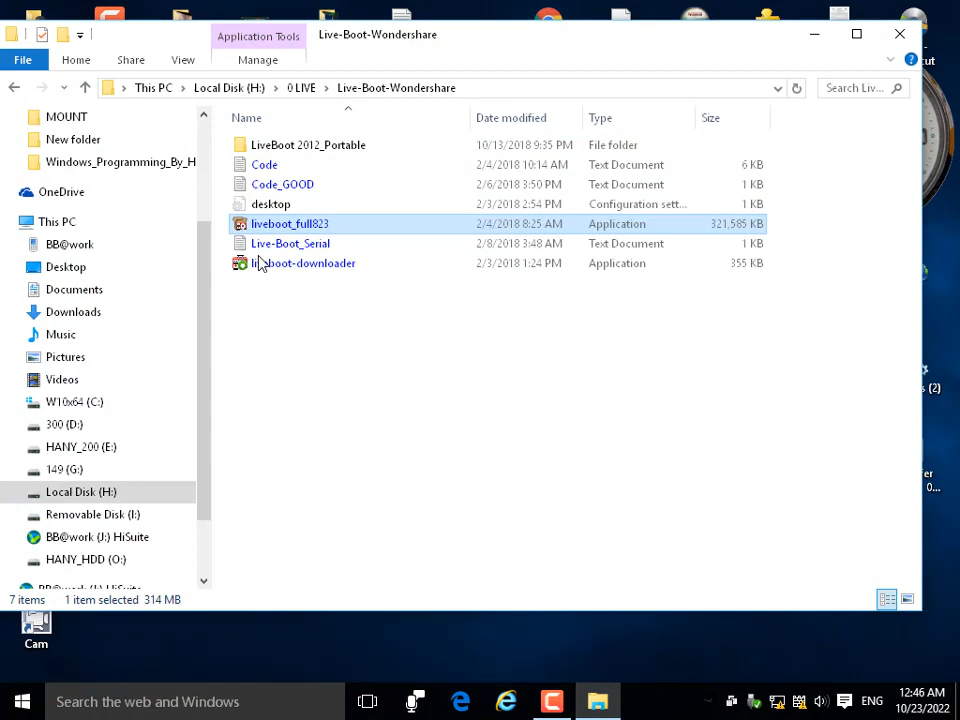 Application Tools
Live-Boot-Wondershare
File
Home
Share
View
Manage
This PC
Local Disk (H:)
0 LIVE
Live-Boot-Wondershare
Search Liv...
Name
Date modified
Type
Size
LiveBoot 2012_Portable 10/13/2018 9:35 PM File folder
Code 2/4/2018 10:14 AM Text Document 6 KB
Code_GOOD 2/6/2018 3:50 PM Text Document 1 KB
desktop 2/3/2018 2:54 PM Configuration sett... 1 KB
liveboot_full823 2/4/2018 8:25 AM Application 321,585 KB
Live-Boot_Serial 2/8/2018 3:48 AM Text Document 1 KB
liveboot-downloader 2/3/2018 1:24 PM Application 355 KB
MOUNT
New folder
Windows_Programming_By_H
OneDrive
This PC
BB@work
Desktop
Documents
Downloads
Music
Pictures
Videos
W10x64 (C:)
300 (D:)
HANY_200 (E:)
149 (G:)
Local Disk (H:)
Removable Disk (I:)
BB@work (J:) HiSuite
HANY_HDD (O:)
7 items
1 item selected 314 MB
cut
s (2)
fer
0...
Cam
Search the web and Windows
ENG
12:46 AM
10/23/2022